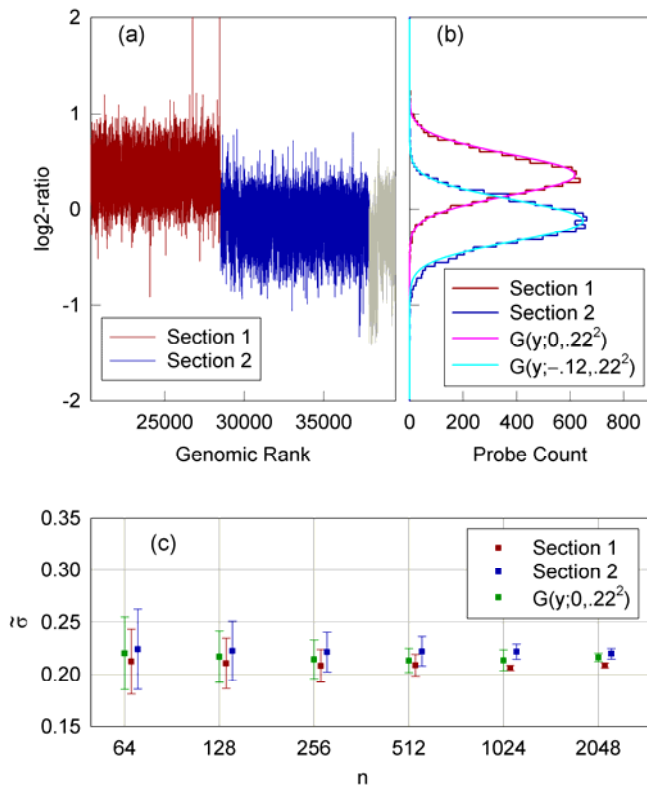 (a)
2
1
0
-1
-2
log2-ratio
Section 1
Section 2
25000 30000 35000
Genomic Rank
(b)
Section 1
Section 2
G(y;0,.22²)
G(y;−.12,.22²)
0 200 400 600 800
Probe Count
(c)
0.35
0.30
0.25
0.20
0.15
σ̃
Section 1
Section 2
G(y;0,.22²)
64 128 256 512 1024 2048
n